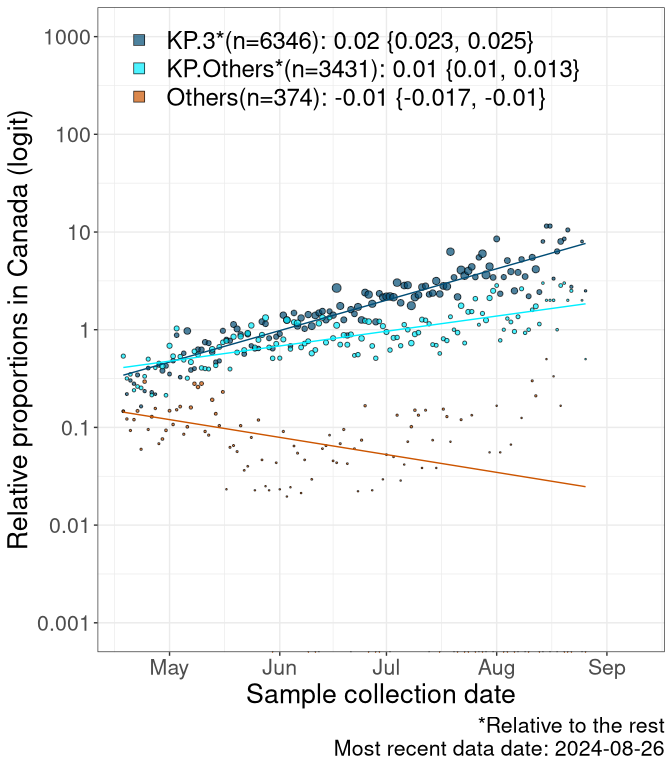 KP.3*(n=6346): 0.02 {0.023, 0.025}
KP.Others*(n=3431): 0.01 {0.01, 0.013}
Others(n=374): -0.01 {-0.017, -0.01}
Relative proportions in Canada (logit)
1000
100
10
1
0.1
0.01
0.001
May Jun Jul Aug Sep
Sample collection date
*Relative to the rest
Most recent data date: 2024-08-26